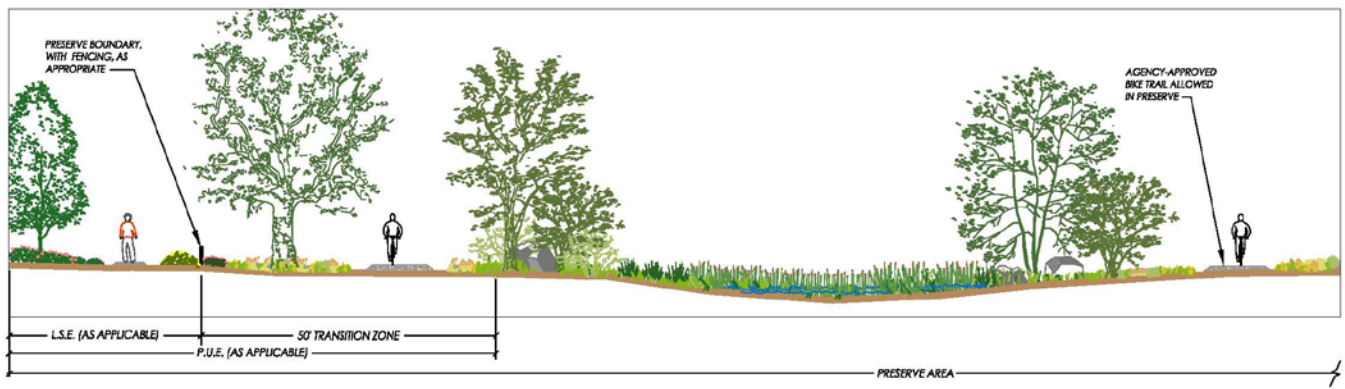 PRESERVE BOUNDARY,
WITH FENCING, AS
APPROPRIATE
AGENCY-APPROVED
BIKE TRAIL ALLOWED
IN PRESERVE
L.S.E. (AS APPLICABLE)
50' TRANSITION ZONE
P.U.E. (AS APPLICABLE)
PRESERVE AREA